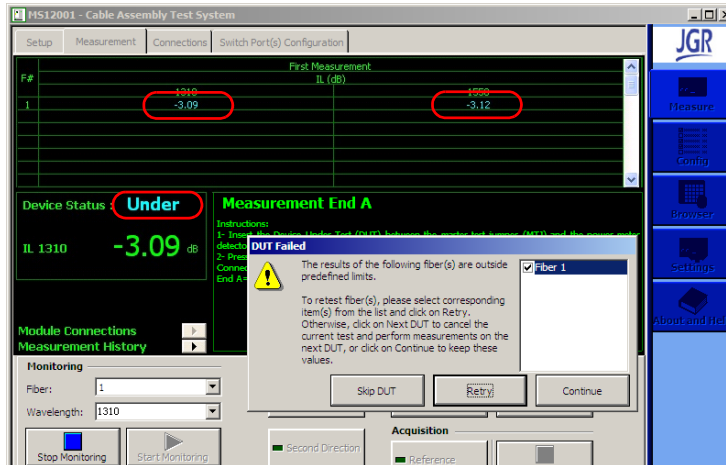 MS12001 - Cable Assembly Test System
JGR
Setup
Measurement
Connections
Switch Port(s) Configuration
First Measurement
F#
IL (dB)
1310
1550
1
-3.09
-3.12
Measure
Config
Browser
Settings
About and Hel
Device Status : Under
IL 1310
-3.09 dB
Module Connections
Measurement History
Measurement End A
Instructions:
1- Insert the Device Under Test (DUT) between the master test jumper (MTJ) and the power meter
detecto
2- Pres
Connec
End A=
DUT Failed
The results of the following fiber(s) are outside
predefined limits.
To retest fiber(s), please select corresponding
item(s) from the list and click on Retry.
Otherwise, click on Next DUT to cancel the
current test and perform measurements on the
next DUT, or click on Continue to keep these
values.
Fiber 1
Skip DUT
Retry
Continue
Monitoring
Fiber:
1
Wavelength:
1310
Stop Monitoring
Start Monitoring
Second Direction
Acquisition
Reference